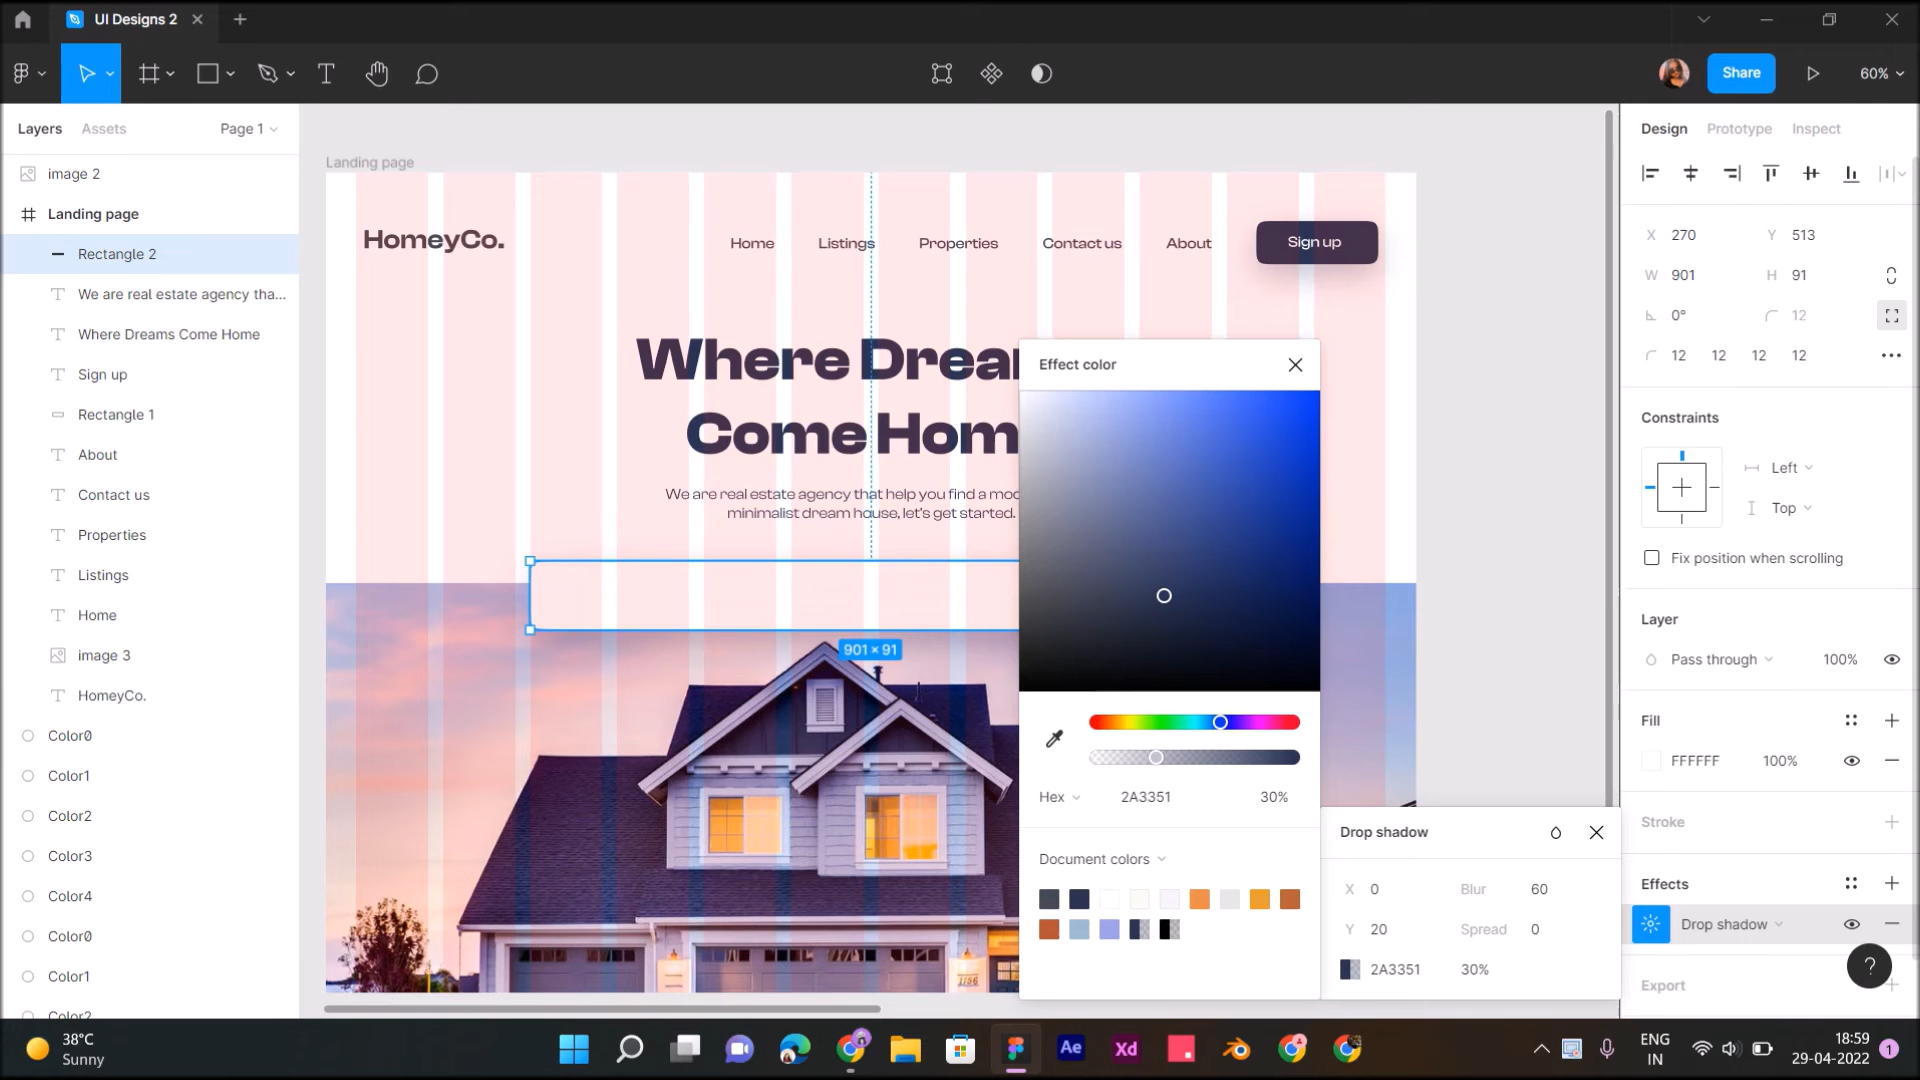 UI Designs 2
Share
60%
Layers
Assets
Page 1
image 2
Landing page
Rectangle 2
We are real estate agency tha...
Where Dreams Come Home
Sign up
Rectangle 1
About
Contact us
Properties
Listings
Home
image 3
HomeyCo.
Color0
Color1
Color2
Color3
Color4
Color0
Color1
Color2
Landing page
HomeyCo.
Home
Listings
Properties
Contact us
About
Sign up
Where Drea
Come Hom
We are real estate agency that help you find a mo
minimalist dream house, let's get started.
901 × 91
1156
Effect color
Hex
2A3351
30%
Document colors
Drop shadow
X 0
Blur 60
Y 20
Spread 0
2A3351
30%
Design
Prototype
Inspect
X 270
Y 513
W 901
H 91
0°
12
12 12 12 12
Constraints
Left
Top
Fix position when scrolling
Layer
Pass through
100%
Fill
FFFFFF
100%
Stroke
Effects
Drop shadow
?
Export
38°C
Sunny
Ae
Xd
ENG
IN
18:59
29-04-2022
1